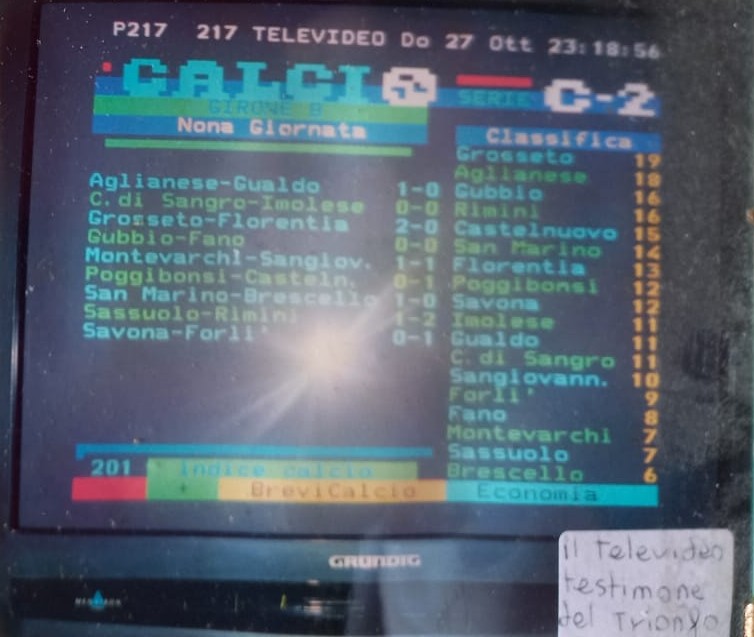 P217 217 TELEVIDEO Do 27 Ott 23:18:56
CALCIO
SERIE C-2
GIRONE B
Nona Giornata
Aglianese-Gualdo 1-0
C.di Sangro-Imolese 0-0
Grosseto-Florentia 2-0
Gubbio-Fano 0-0
Montevarchi-Sangiov. 1-1
Poggibonsi-Casteln. 0-1
San Marino-Brescello 1-0
Sassuolo-Rimini 1-2
Savona-Forli' 0-1
Classifica
Grosseto 19
Aglianese 18
Gubbio 16
Rimini 16
Castelnuovo 15
San Marino 14
Florentia 13
Poggibonsi 12
Savona 12
Imolese 11
Gualdo 11
C.di Sangro 11
Sangiovann. 10
Forli' 9
Fano 8
Montevarchi 7
Sassuolo 7
Brescello 6
201 Indice calcio
+ BreviCalcio Economia
GRUNDIG
il Televideo
testimone
del Trionfo